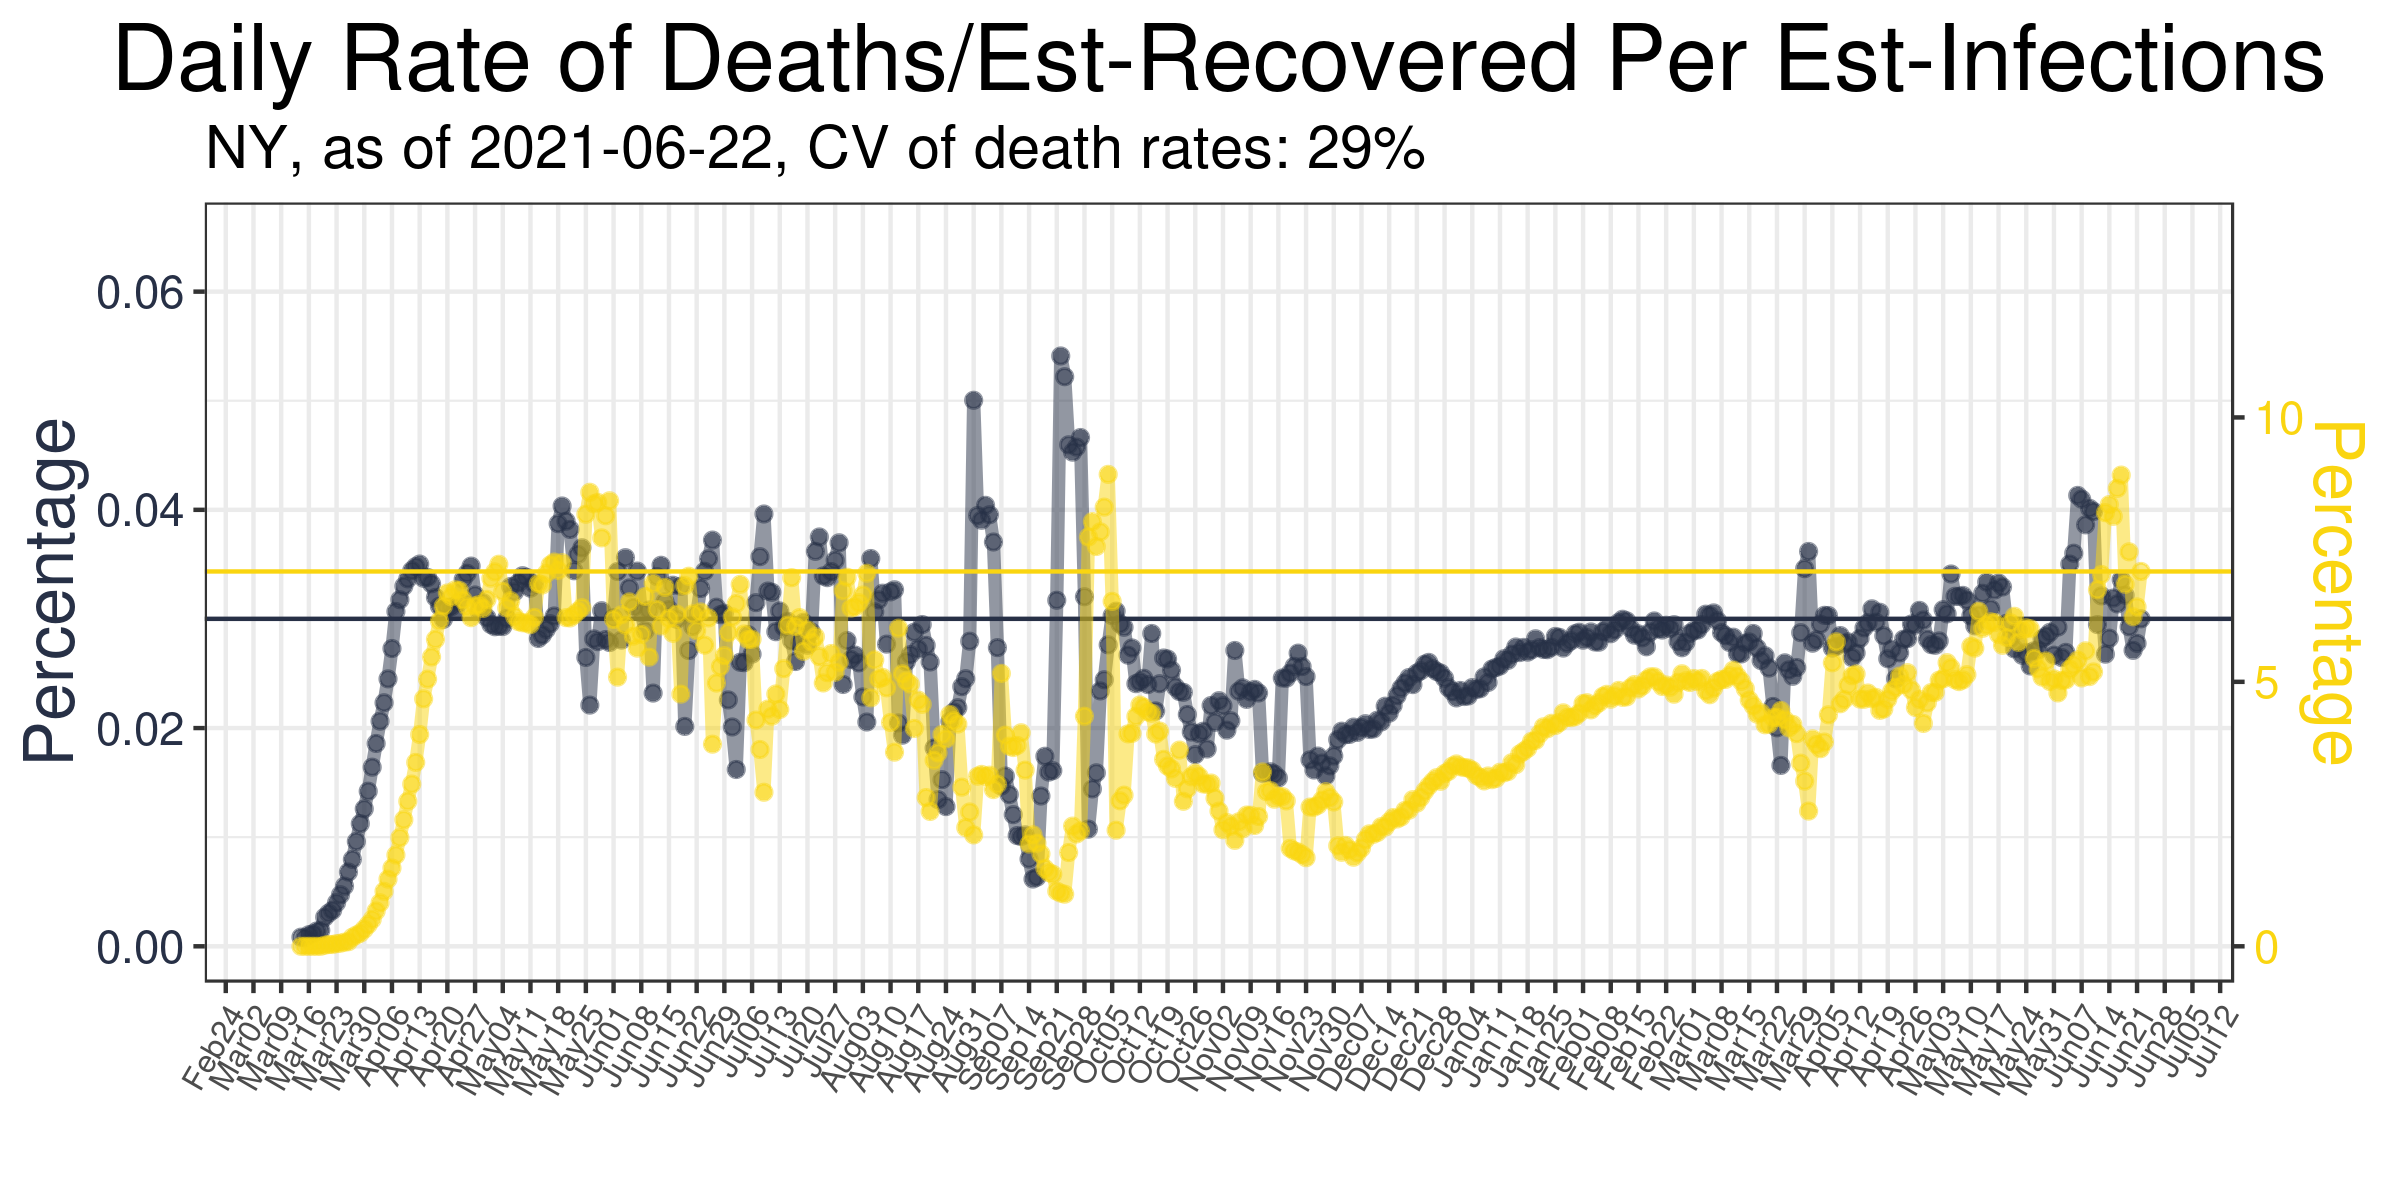 Daily Rate of Deaths/Est-Recovered Per Est-Infections
NY, as of 2021-06-22, CV of death rates: 29%
Percentage
0.06
0.04
0.02
0.00
10
5
0
Percentage
Feb24
Mar02
Mar09
Mar16
Mar23
Mar30
Apr06
Apr13
Apr20
Apr27
May04
May11
May18
May25
Jun01
Jun08
Jun15
Jun22
Jun29
Jul06
Jul13
Jul20
Jul27
Aug03
Aug10
Aug17
Aug24
Aug31
Sep07
Sep14
Sep21
Sep28
Oct05
Oct12
Oct19
Oct26
Nov02
Nov09
Nov16
Nov23
Nov30
Dec07
Dec14
Dec21
Dec28
Jan04
Jan11
Jan18
Jan25
Feb01
Feb08
Feb15
Feb22
Mar01
Mar08
Mar15
Mar22
Mar29
Apr05
Apr12
Apr19
Apr26
May03
May10
May17
May24
May31
Jun07
Jun14
Jun21
Jun28
Jul05
Jul12